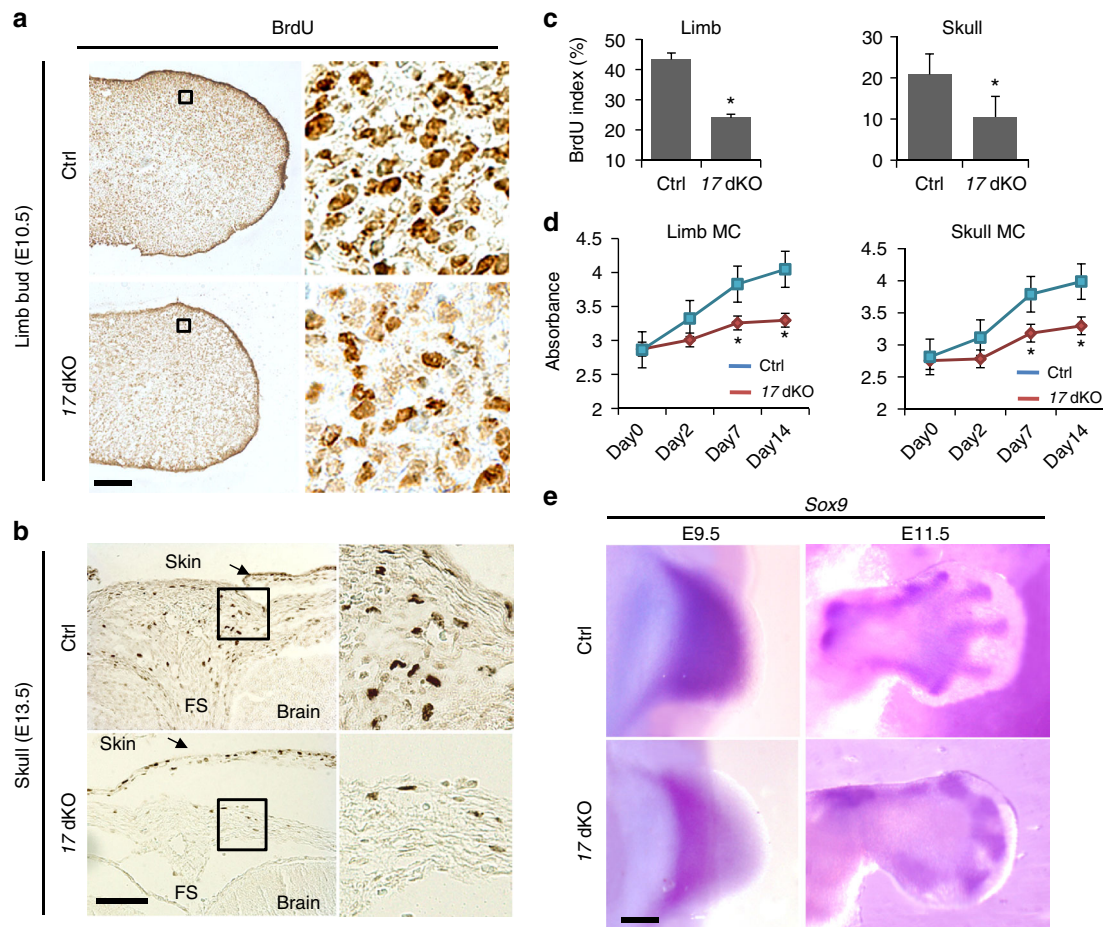 a
BrdU
Limb bud (E10.5)
Ctrl
17 dKO
b
Skull (E13.5)
Ctrl
Skin
FS
Brain
17 dKO
Skin
FS
Brain
c
Limb
BrdU index (%)
50
40
30
20
10
*
Ctrl
17 dKO
Skull
30
20
10
0
*
Ctrl
17 dKO
d
Limb MC
Absorbance
4.5
4
3.5
3
2.5
2
*
*
Ctrl
17 dKO
Day0
Day2
Day7
Day14
Skull MC
4.5
4
3.5
3
2.5
2
*
*
Ctrl
17 dKO
Day0
Day2
Day7
Day14
e
Sox9
E9.5
E11.5
Ctrl
17 dKO